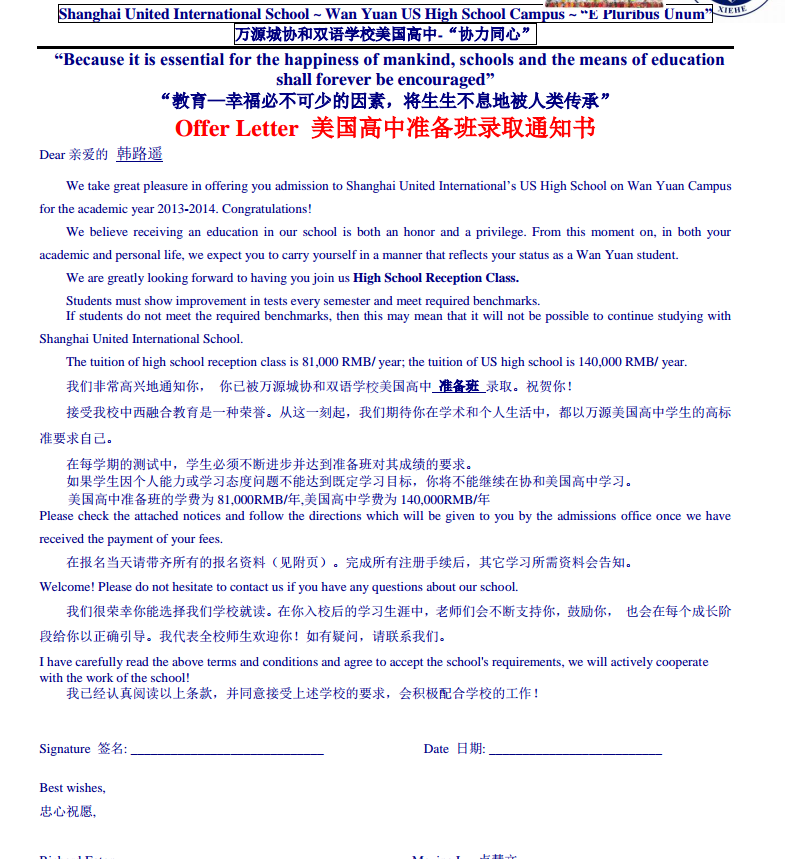 Shanghai United International School ~ Wan Yuan US High School Campus ~ “E Pluribus Unum”
XIEHE
万源城协和双语学校美国高中-“协力同心”
“Because it is essential for the happiness of mankind, schools and the means of education
shall forever be encouraged”
“教育—幸福必不可少的因素，将生生不息地被人类传承”
Offer Letter 美国高中准备班录取通知书
Dear 亲爱的 韩路遥
We take great pleasure in offering you admission to Shanghai United International’s US High School on Wan Yuan Campus
for the academic year 2013-2014. Congratulations!
We believe receiving an education in our school is both an honor and a privilege. From this moment on, in both your
academic and personal life, we expect you to carry yourself in a manner that reflects your status as a Wan Yuan student.
We are greatly looking forward to having you join us High School Reception Class.
Students must show improvement in tests every semester and meet required benchmarks.
If students do not meet the required benchmarks, then this may mean that it will not be possible to continue studying with
Shanghai United International School.
The tuition of high school reception class is 81,000 RMB/ year; the tuition of US high school is 140,000 RMB/ year.
我们非常高兴地通知你， 你已被万源城协和双语学校美国高中 准备班 录取。祝贺你！
接受我校中西融合教育是一种荣誉。从这一刻起，我们期待你在学术和个人生活中，都以万源美国高中学生的高标
准要求自己。
在每学期的测试中，学生必须不断进步并达到准备班对其成绩的要求。
如果学生因个人能力或学习态度问题不能达到既定学习目标，你将不能继续在协和美国高中学习。
美国高中准备班的学费为 81,000RMB/年,美国高中学费为 140,000RMB/年
Please check the attached notices and follow the directions which will be given to you by the admissions office once we have
received the payment of your fees.
在报名当天请带齐所有的报名资料（见附页）。完成所有注册手续后，其它学习所需资料会告知。
Welcome! Please do not hesitate to contact us if you have any questions about our school.
我们很荣幸你能选择我们学校就读。在你入校后的学习生涯中，老师们会不断支持你，鼓励你， 也会在每个成长阶
段给你以正确引导。我代表全校师生欢迎你！如有疑问，请联系我们。
I have carefully read the above terms and conditions and agree to accept the school's requirements, we will actively cooperate
with the work of the school!
我已经认真阅读以上条款，并同意接受上述学校的要求，会积极配合学校的工作！
Signature 签名: Date 日期:
Best wishes,
忠心祝愿,